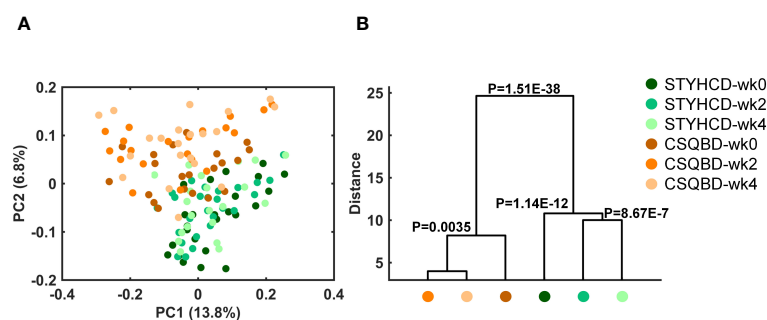 A
B
0.2
0.1
0
-0.1
-0.2
-0.4
-0.2
0
0.2
0.4
PC2 (6.8%)
PC1 (13.8%)
25
20
15
10
5
Distance
P=1.51E-38
P=1.14E-12
P=8.67E-7
P=0.0035
STYHCD-wk0
STYHCD-wk2
STYHCD-wk4
CSQBD-wk0
CSQBD-wk2
CSQBD-wk4